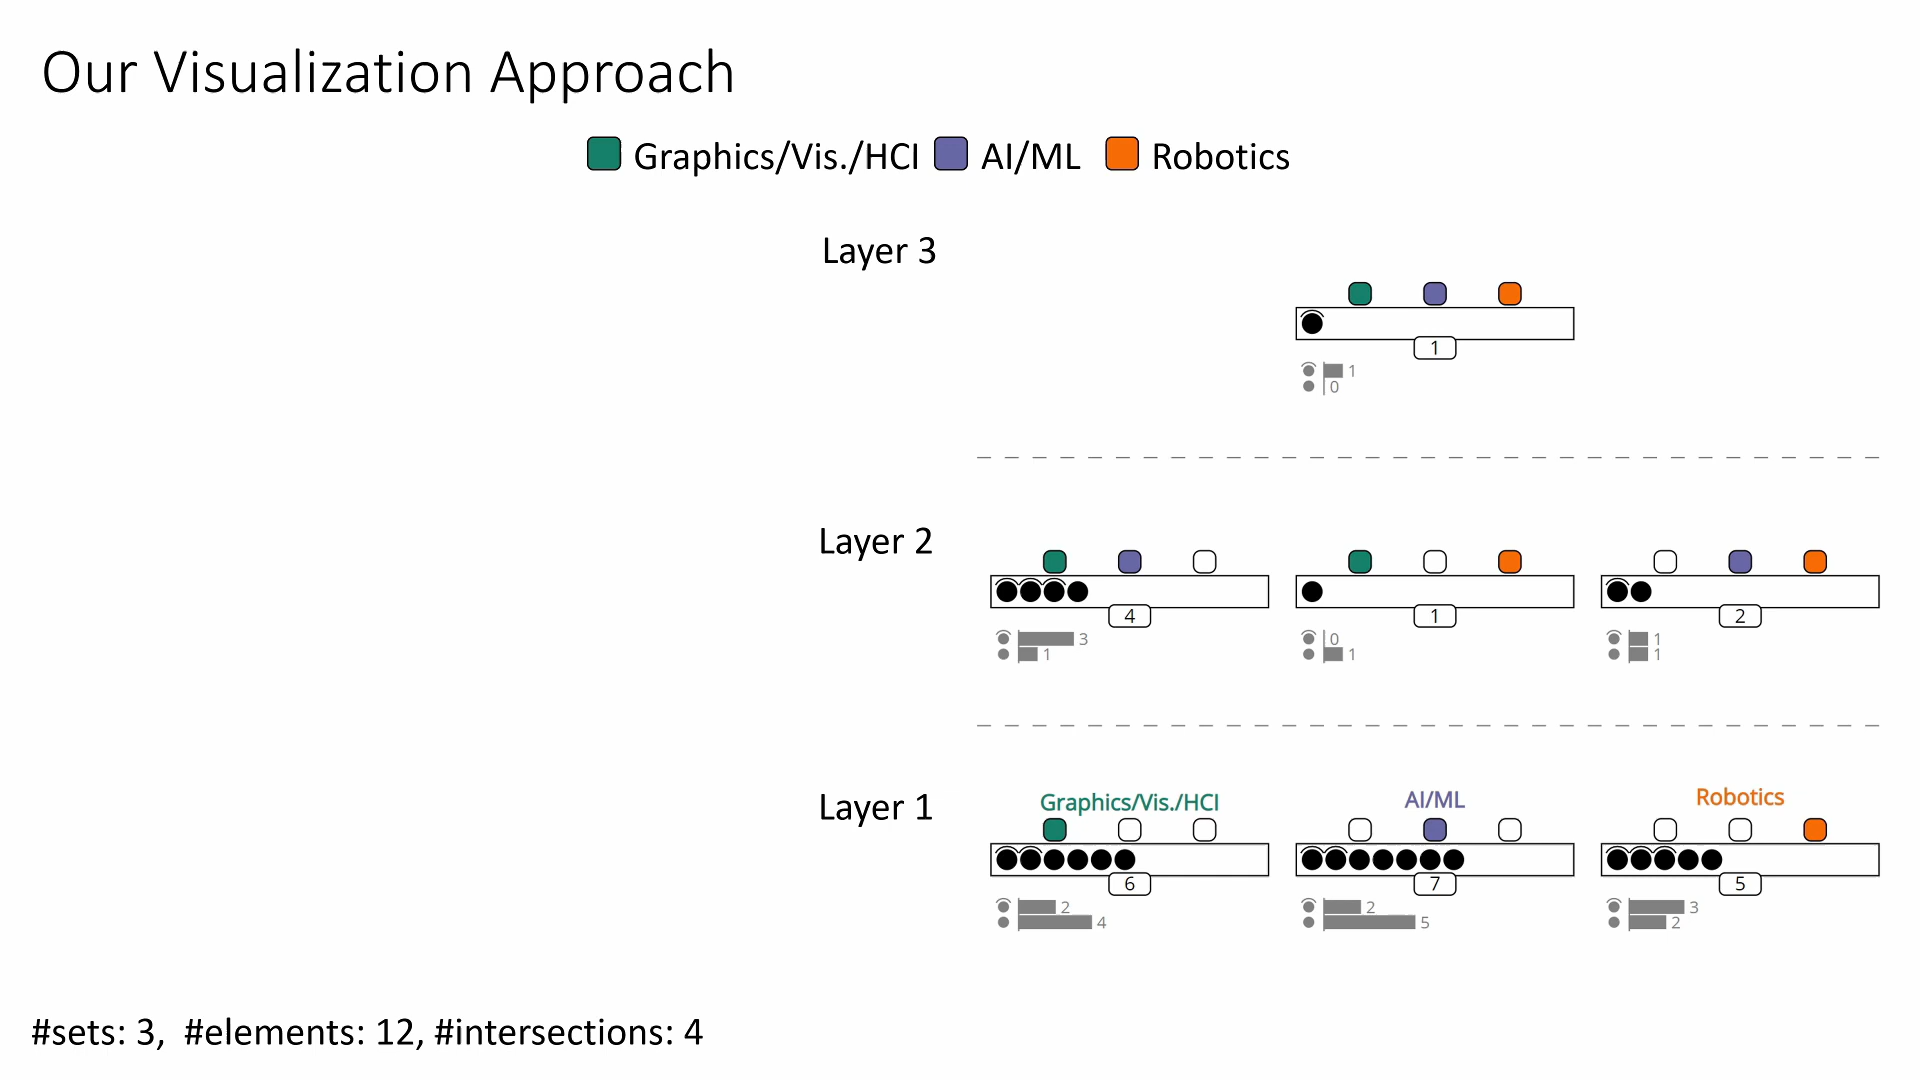 Our Visualization Approach
Graphics/Vis./HCI AI/ML Robotics
Layer 3
1
1
0
Layer 2
4 1 2
3 0 1
1 1 1
Layer 1
Graphics/Vis./HCI AI/ML Robotics
6 7 5
2 2 3
4 5 2
#sets: 3, #elements: 12, #intersections: 4